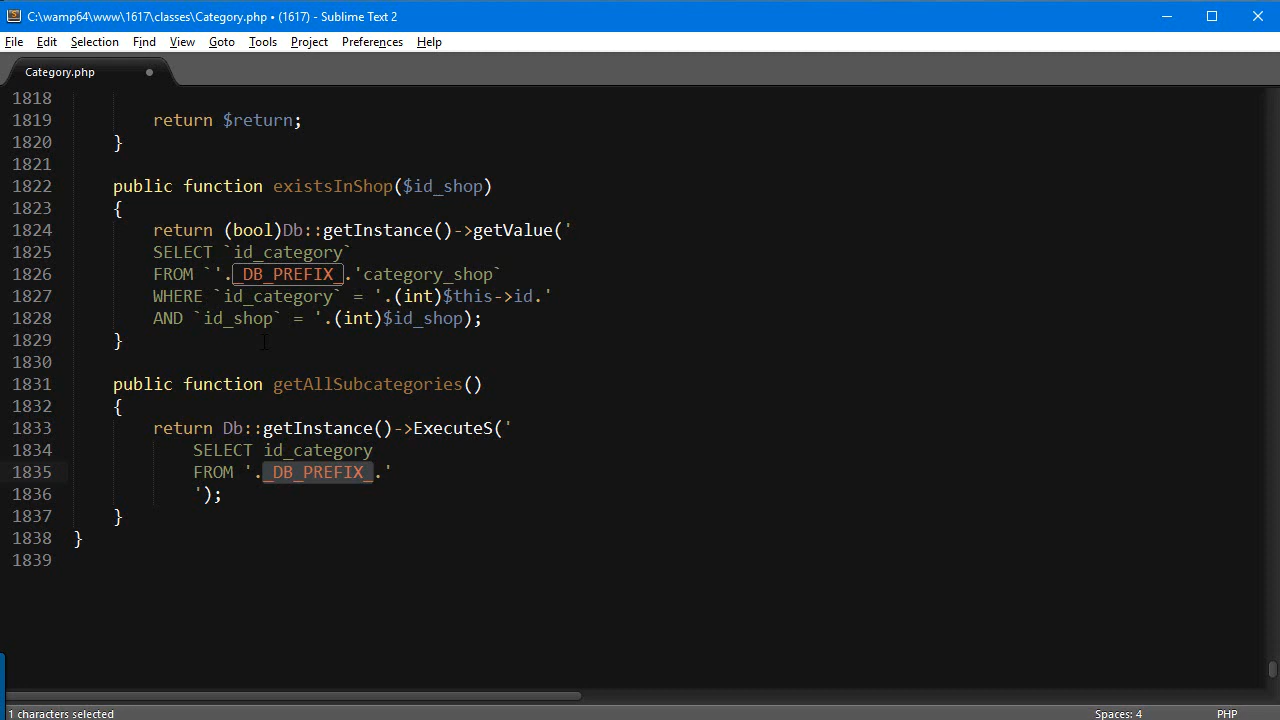 C:\wamp64\www\1617\classes\Category.php • (1617) - Sublime Text 2
File Edit Selection Find View Goto Tools Project Preferences Help
Category.php
1818
1819 return $return;
1820 }
1821
1822 public function existsInShop($id_shop)
1823 {
1824 return (bool)Db::getInstance()->getValue('
1825 SELECT `id_category`
1826 FROM `'._DB_PREFIX_.'category_shop`
1827 WHERE `id_category` = '.(int)$this->id.'
1828 AND `id_shop` = '.(int)$id_shop);
1829 }
1830
1831 public function getAllSubcategories()
1832 {
1833 return Db::getInstance()->ExecuteS('
1834 SELECT id_category
1835 FROM '._DB_PREFIX_.'
1836 ');
1837 }
1838 }
1839
1 characters selected Spaces: 4 PHP